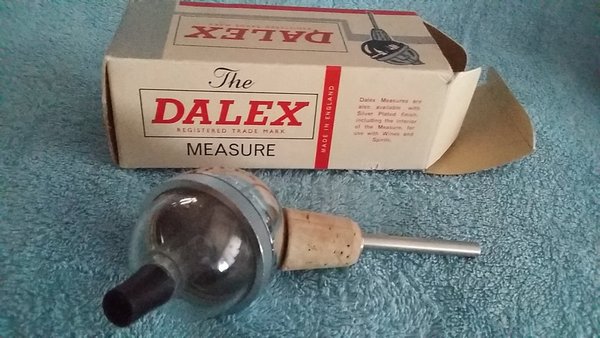 DALEX
The
DALEX
REGISTERED TRADE MARK
MEASURE
MADE IN ENGLAND
Dalex Measures are
also available with
Silver Plated finish,
including the interior
of the Measure, for
use with Wines and
Spirits.